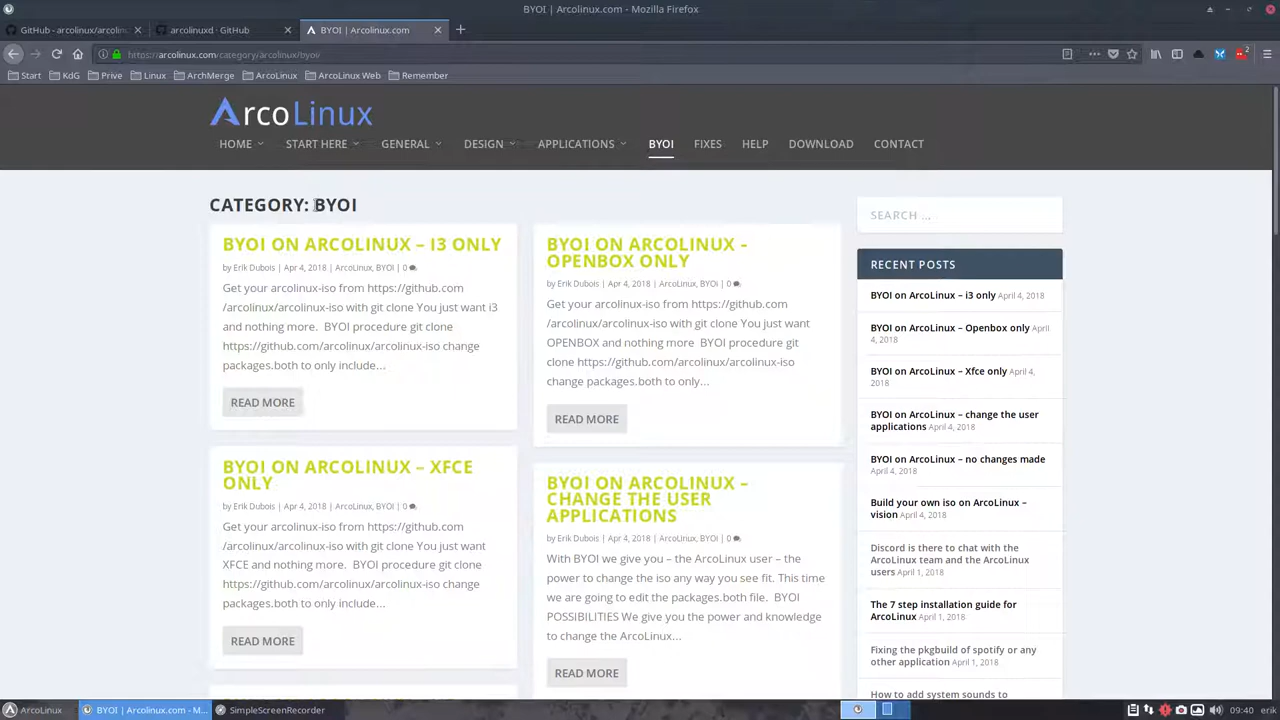 BYOI | Arcolinux.com - Mozilla Firefox
GitHub - arcolinux/arcolin
arcolinuxd · GitHub
BYOI | Arcolinux.com
https://arcolinux.com/category/arcolinux/byoi/
2
Start
KdG
Prive
Linux
ArchMerge
ArcoLinux
ArcoLinux Web
Remember
ArcoLinux
HOME
START HERE
GENERAL
DESIGN
APPLICATIONS
BYOI
FIXES
HELP
DOWNLOAD
CONTACT
CATEGORY: BYOI
BYOI ON ARCOLINUX – I3 ONLY
by Erik Dubois | Apr 4, 2018 | ArcoLinux, BYOI | 0
Get your arcolinux-iso from https://github.com
/arcolinux/arcolinux-iso with git clone You just want i3
and nothing more.  BYOI procedure git clone
https://github.com/arcolinux/arcolinux-iso change
packages.both to only include...
READ MORE
BYOI ON ARCOLINUX –
OPENBOX ONLY
by Erik Dubois | Apr 4, 2018 | ArcoLinux, BYOI | 0
Get your arcolinux-iso from https://github.com
/arcolinux/arcolinux-iso with git clone You just want
OPENBOX and nothing more  BYOI procedure git
clone https://github.com/arcolinux/arcolinux-iso
change packages.both to only...
READ MORE
BYOI ON ARCOLINUX – XFCE
ONLY
by Erik Dubois | Apr 4, 2018 | ArcoLinux, BYOI | 0
Get your arcolinux-iso from https://github.com
/arcolinux/arcolinux-iso with git clone You just want
XFCE and nothing more.  BYOI procedure git clone
https://github.com/arcolinux/arcolinux-iso change
packages.both to only include...
READ MORE
BYOI ON ARCOLINUX –
CHANGE THE USER
APPLICATIONS
by Erik Dubois | Apr 4, 2018 | ArcoLinux, BYOI | 0
With BYOI we give you – the ArcoLinux user – the
power to change the iso any way you see fit. This time
we are going to edit the packages.both file.  BYOI
POSSIBILITIES We give you the power and knowledge
to change the ArcoLinux...
READ MORE
SEARCH ...
RECENT POSTS
BYOI on ArcoLinux – i3 only April 4, 2018
BYOI on ArcoLinux – Openbox only April
4, 2018
BYOI on ArcoLinux – Xfce only April 4,
2018
BYOI on ArcoLinux – change the user
applications April 4, 2018
BYOI on ArcoLinux – no changes made
April 4, 2018
Build your own iso on ArcoLinux –
vision April 4, 2018
Discord is there to chat with the
ArcoLinux team and the ArcoLinux
users April 1, 2018
The 7 step installation guide for
ArcoLinux April 1, 2018
Fixing the pkgbuild of spotify or any
other application April 1, 2018
How to add system sounds to
ArcoLinux
BYOI | Arcolinux.com - M...
SimpleScreenRecorder
09:40
erik